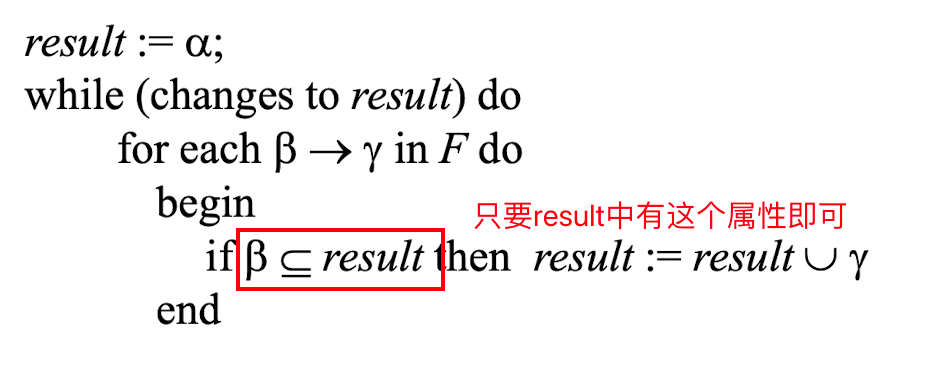 result := α;
while (changes to result) do
for each β → γ in F do
begin
只要result中有这个属性即可
if β ⊆ result then result := result ∪ γ
end